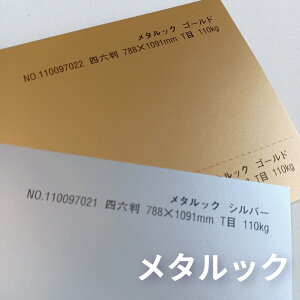 メタルック ゴールド
NO.110097022 四六判 788×1091mm T目 110kg
メタルック ゴールド
1091mm T目 110kg
メタルック シルバー
NO.110097021 四六判 788×1091mm T目 110kg
メタルック